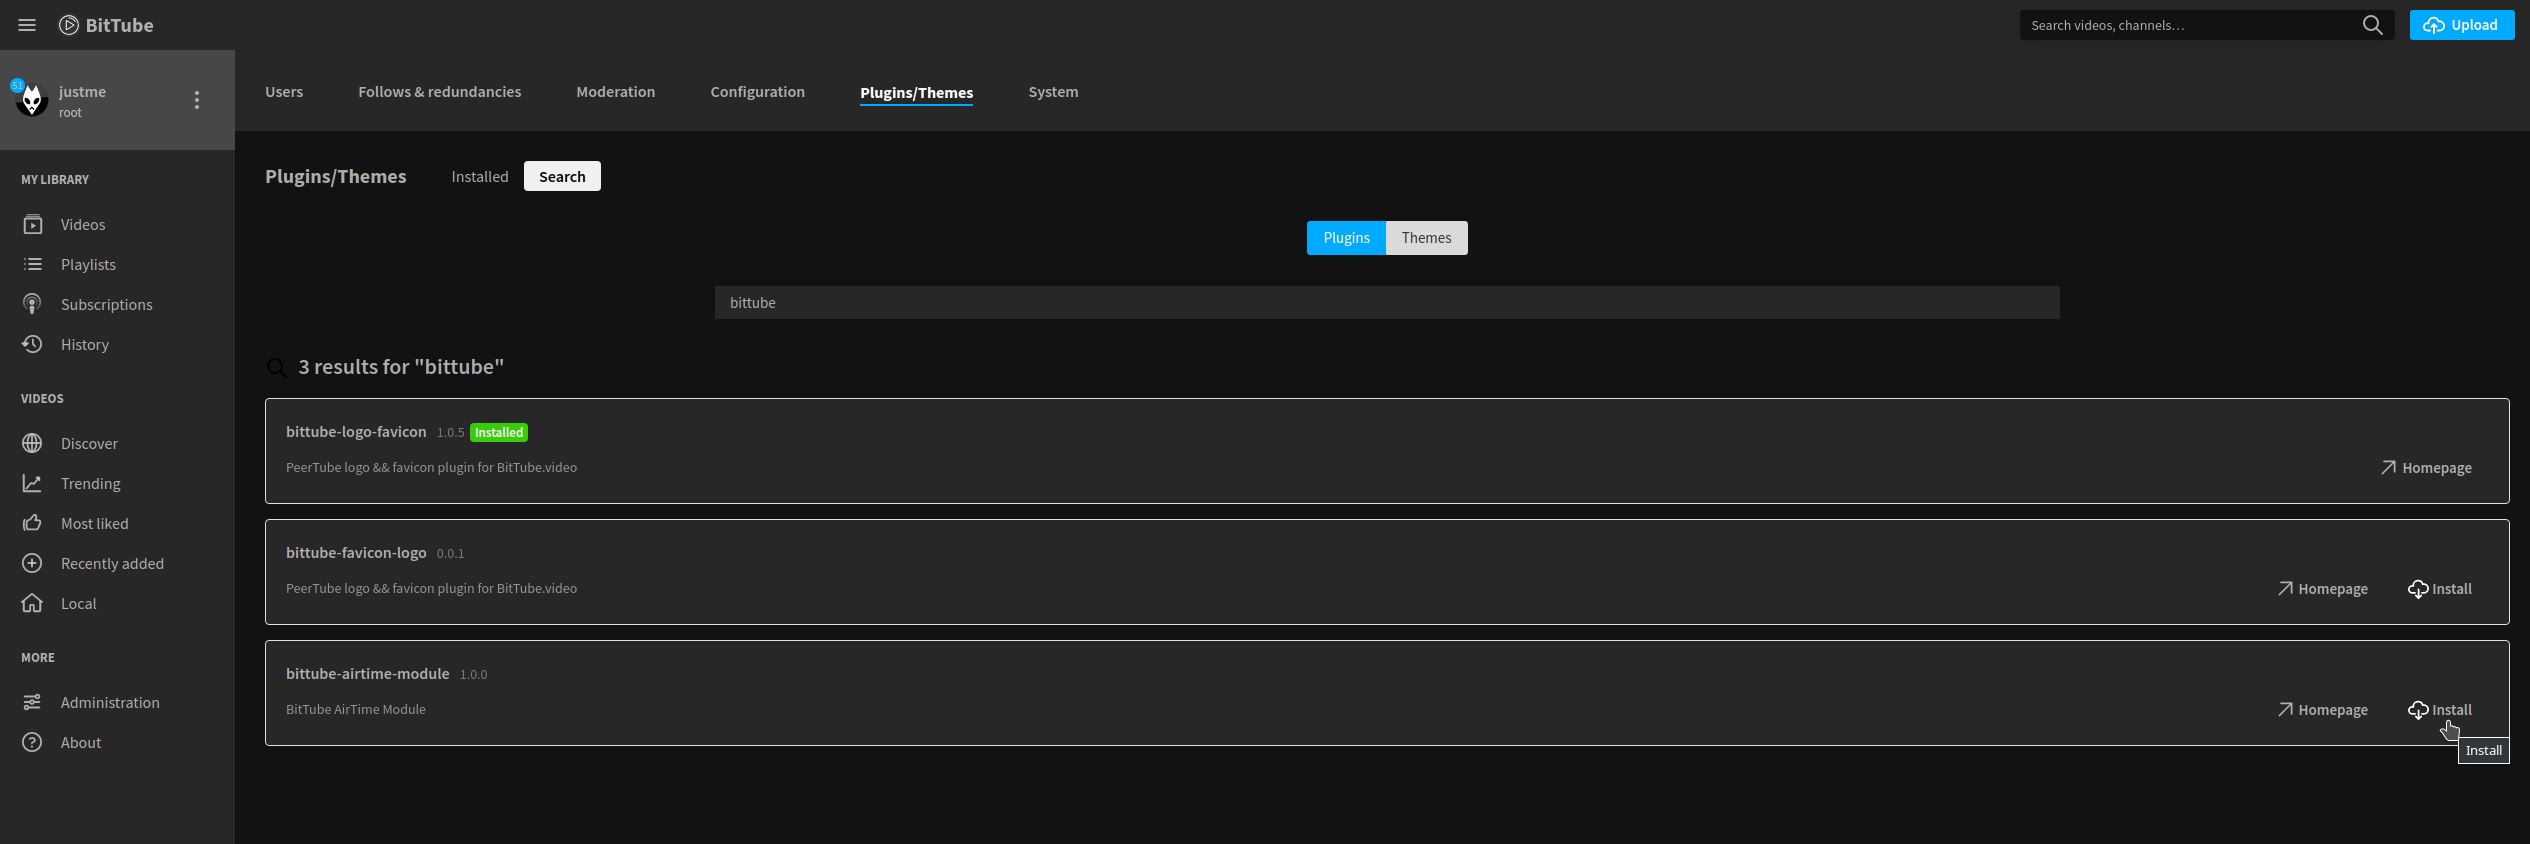 BitTube
Search videos, channels…
Upload
51
justme
root
Users
Follows & redundancies
Moderation
Configuration
Plugins/Themes
System
MY LIBRARY
Videos
Playlists
Subscriptions
History
VIDEOS
Discover
Trending
Most liked
Recently added
Local
MORE
Administration
About
Plugins/Themes
Installed
Search
Plugins
Themes
bittube
3 results for "bittube"
bittube-logo-favicon 1.0.5 Installed
PeerTube logo && favicon plugin for BitTube.video
Homepage
bittube-favicon-logo 0.0.1
PeerTube logo && favicon plugin for BitTube.video
Homepage
Install
bittube-airtime-module 1.0.0
BitTube AirTime Module
Homepage
Install
Install